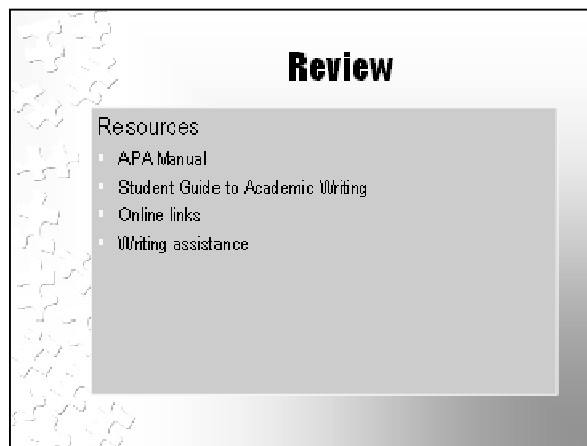 Review
Resources
APA Manual
Student Guide to Academic Writing
Online links
Writing assistance